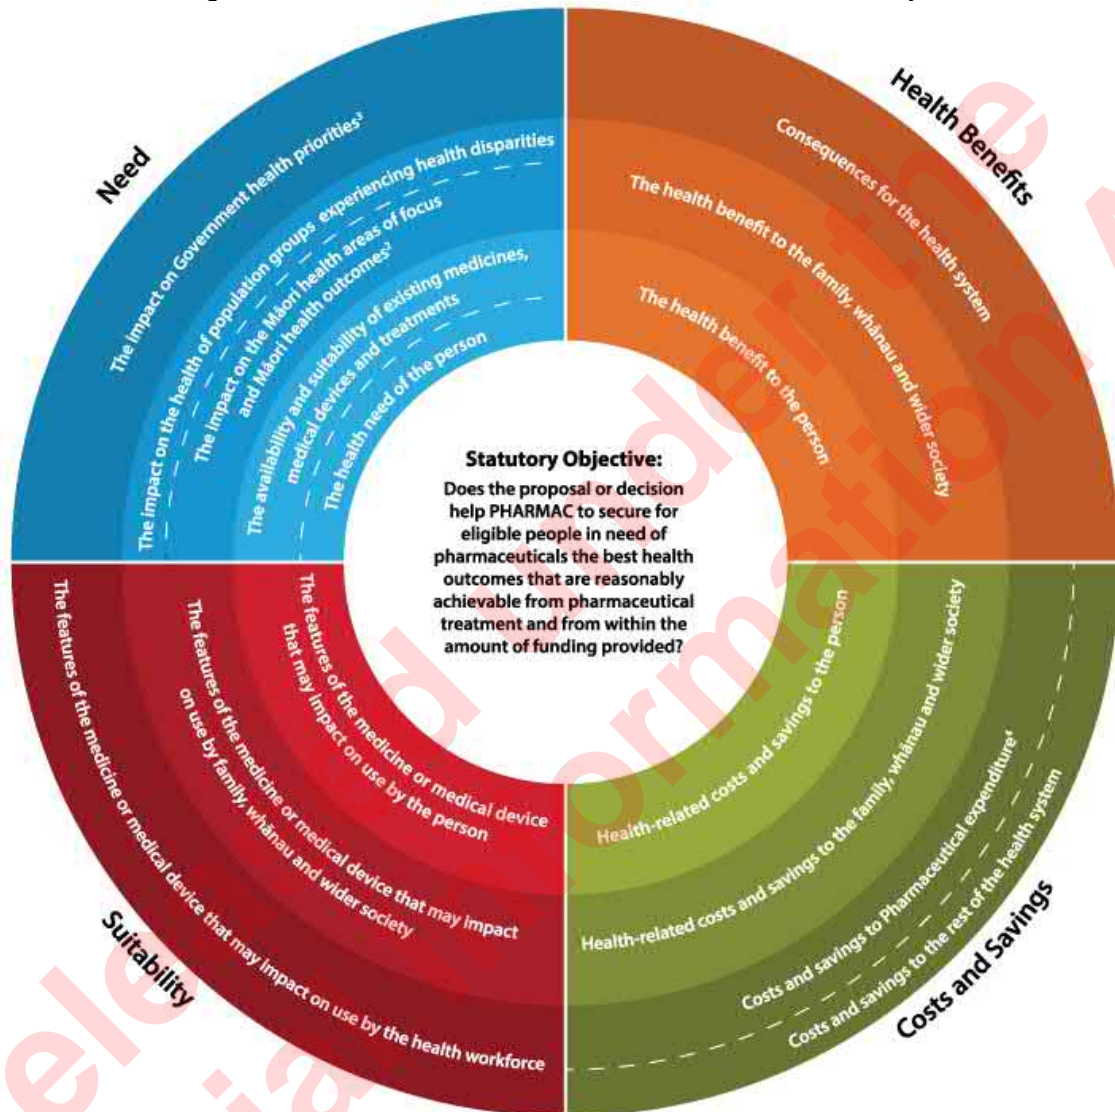 Need
The impact on Government health priorities³
The impact on the health of population groups experiencing health disparities
The impact on the Māori health areas of focus
and Māori health outcomes²
The availability and suitability of existing medicines,
medical devices and treatments
The health need of the person
Health Benefits
Consequences for the health system
The health benefit to the family, whānau and wider society
The health benefit to the person
Statutory Objective:
Does the proposal or decision
help PHARMAC to secure for
eligible people in need of
pharmaceuticals the best health
outcomes that are reasonably
achievable from pharmaceutical
treatment and from within the
amount of funding provided?
Suitability
The features of the medicine or medical device
that may impact on use by the person
The features of the medicine or medical device that may impact
on use by family, whānau and wider society
The features of the medicine or medical device that may impact on use by the health workforce
Costs and Savings
Health-related costs and savings to the person
Health-related costs and savings to the family, whānau and wider society
Costs and savings to Pharmaceutical expenditure⁴
Costs and savings to the rest of the health system
under the